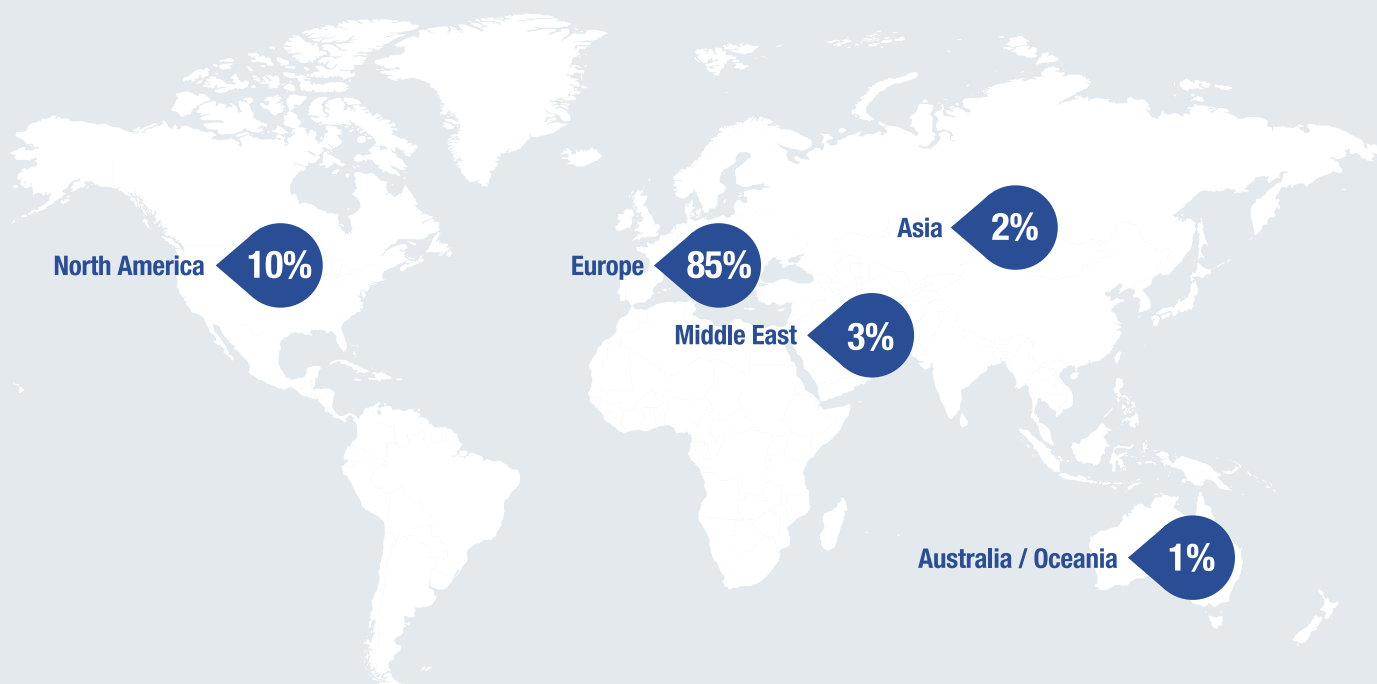 Asia 2%
North America 10%
Europe 85%
Middle East 3%
Australia / Oceania 1%